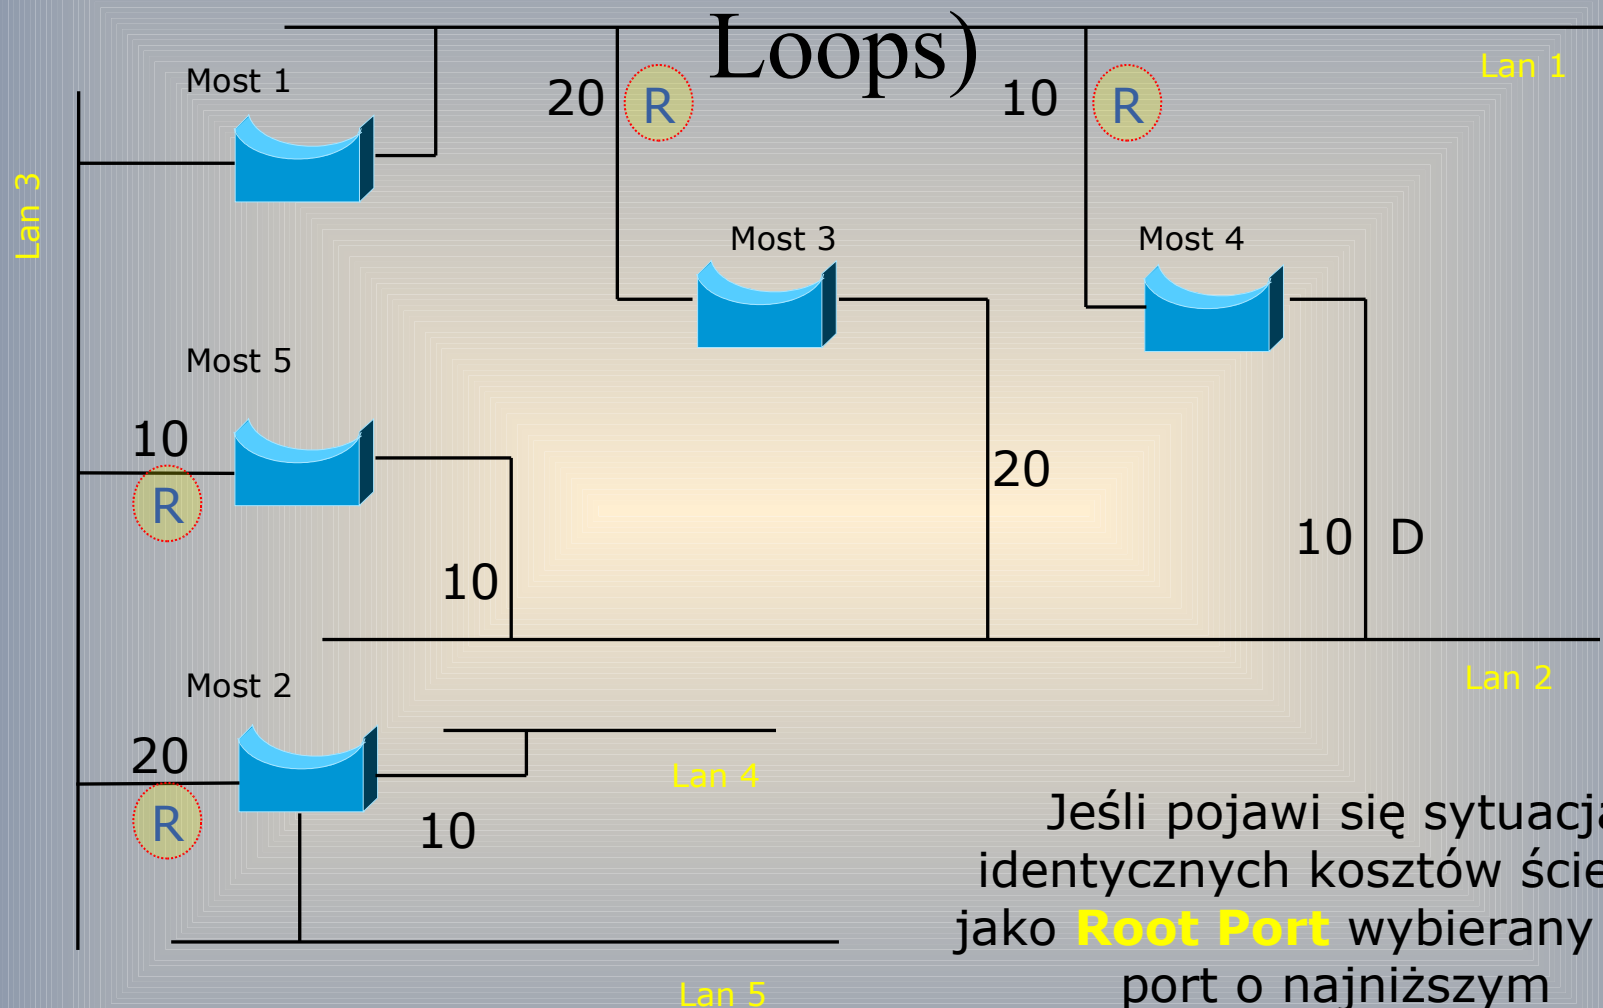 Loops)
Lan 1
Most 1
20
R
10
R
Lan 3
Most 3
Most 4
Most 5
10
R
20
10
D
10
Lan 2
Most 2
20
R
Lan 4
10
Jeśli pojawi się
identycznych kosztów
jako Root Port wybierany
port o najniższym
Lan 5